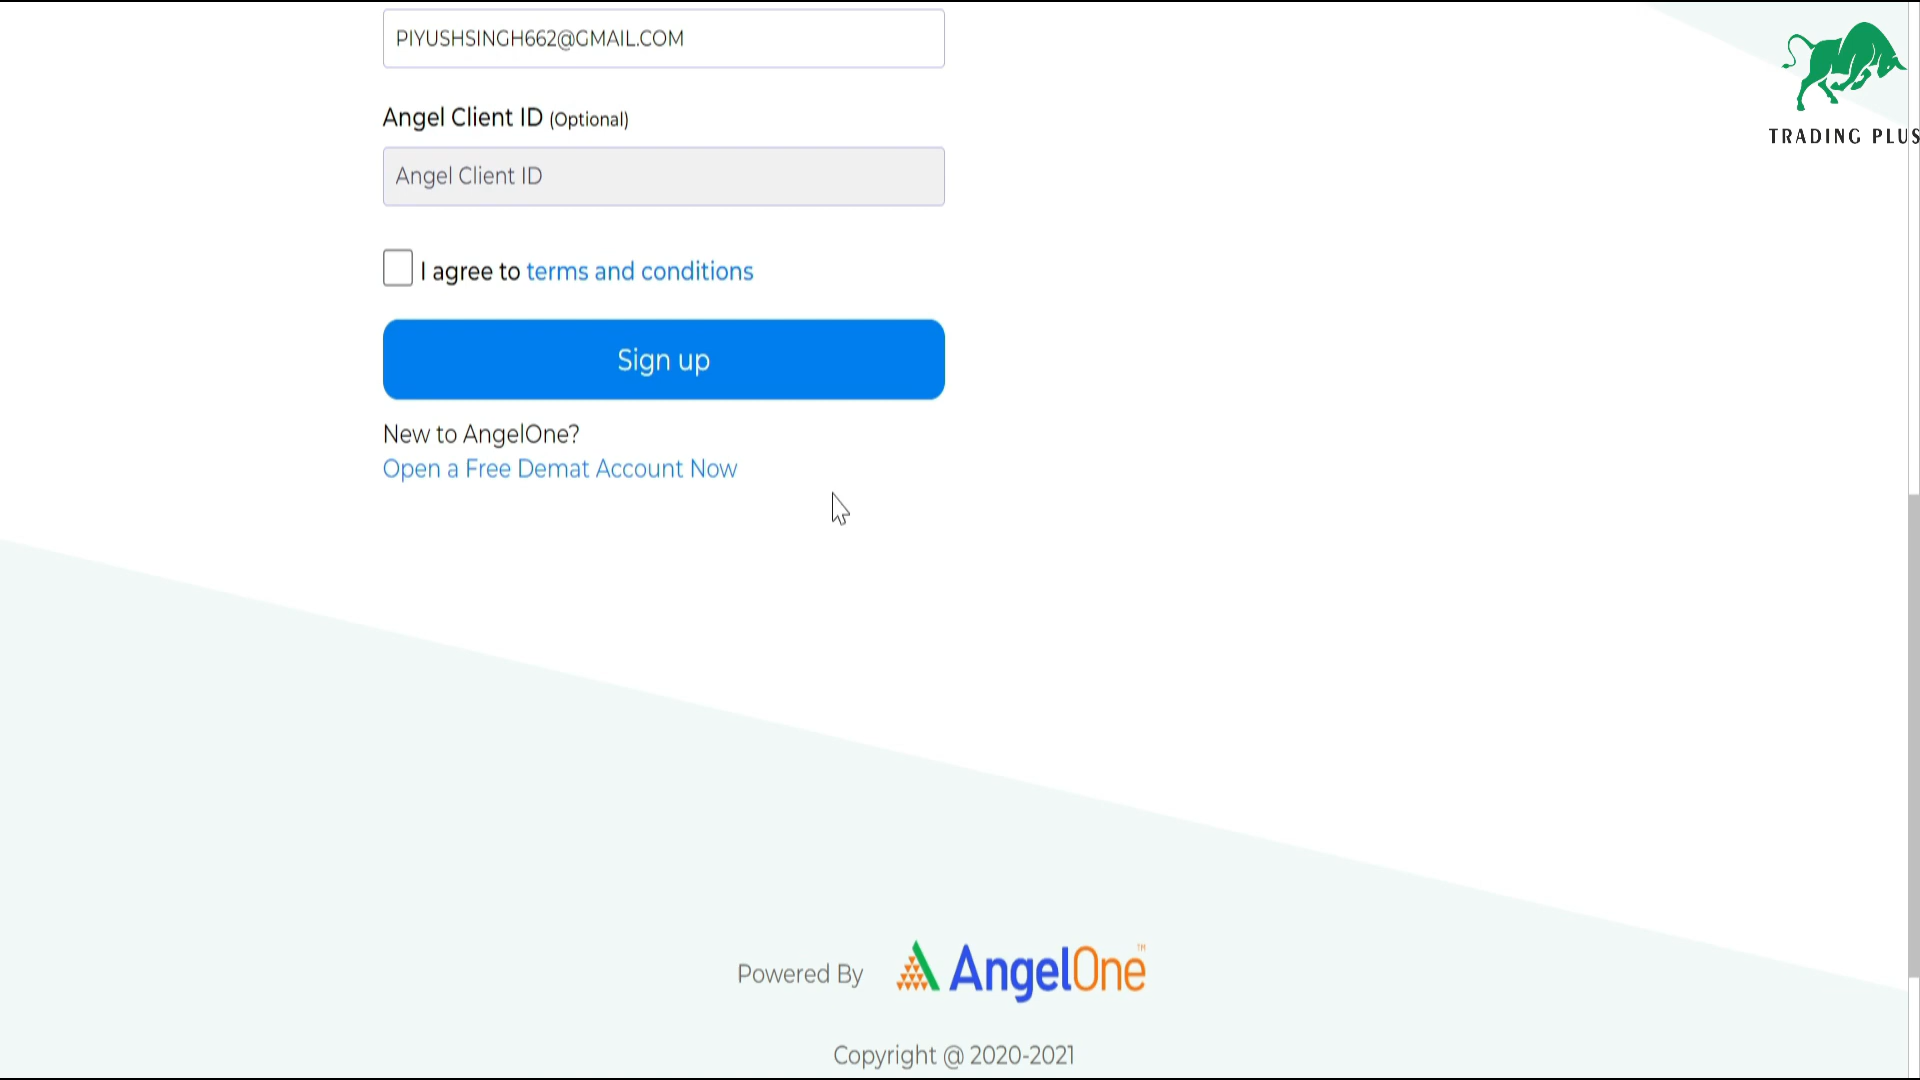 PIYUSHSINGH662@GMAIL.COM
TRADING PLUS
Angel Client ID (Optional)
Angel Client ID
I agree to terms and conditions
Sign up
New to AngelOne?
Open a Free Demat Account Now
Powered By AngelOne™
Copyright @ 2020-2021